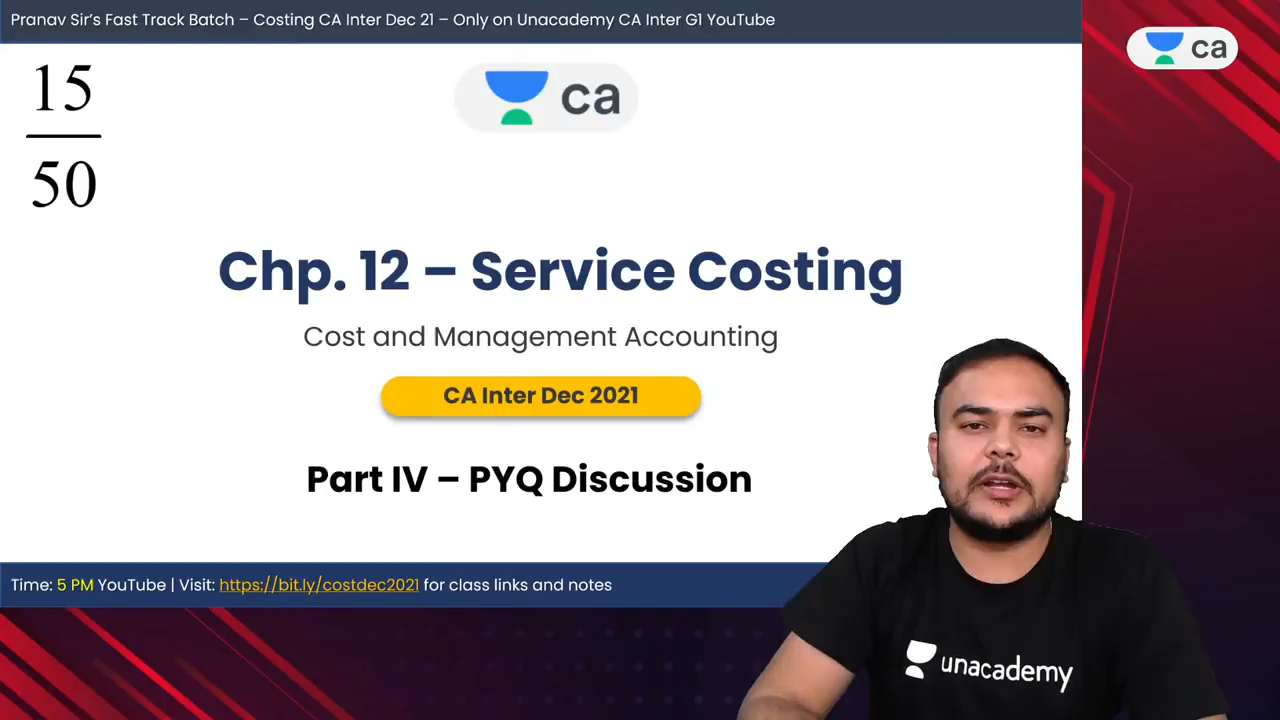 Pranav Sir’s Fast Track Batch – Costing CA Inter Dec 21 – Only on Unacademy CA Inter G1 YouTube
ca
15
50
ca
Chp. 12 – Service Costing
Cost and Management Accounting
CA Inter Dec 2021
Part IV – PYQ Discussion
Time: 5 PM YouTube | Visit: https://bit.ly/costdec2021 for class links and notes
unacademy